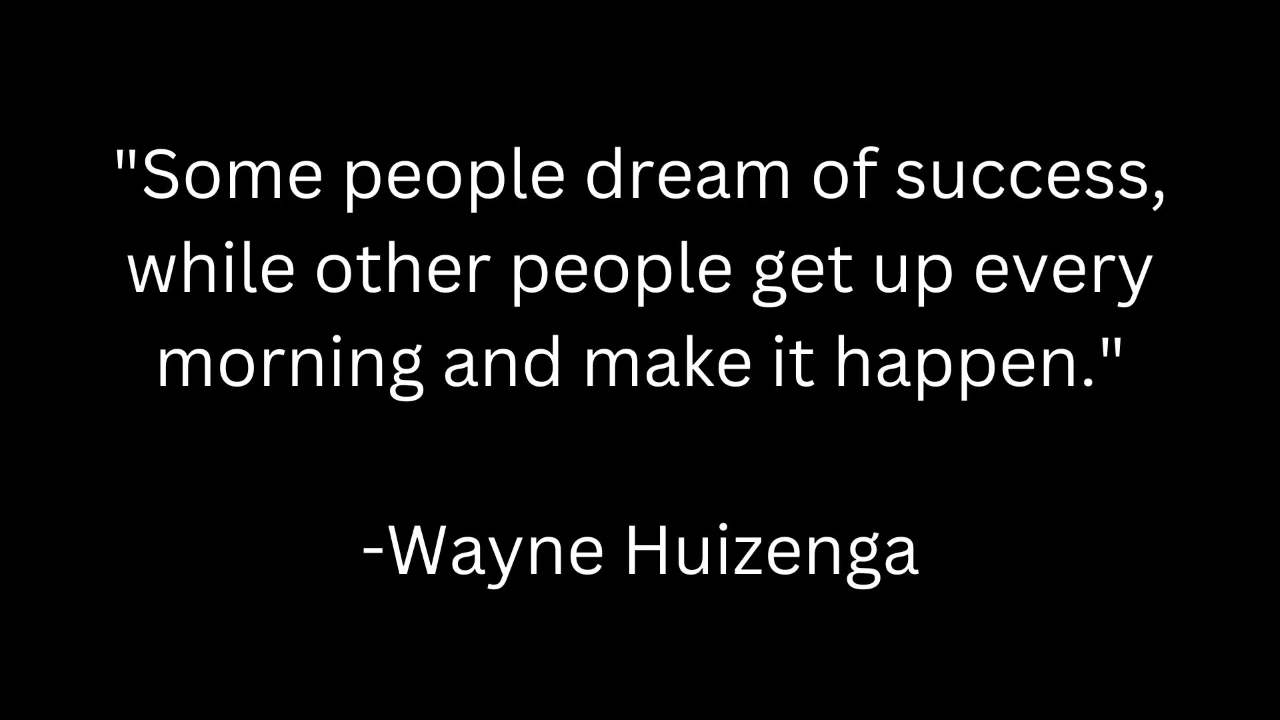 "Some people dream of success,
while other people get up every
morning and make it happen."
-Wayne Huizenga